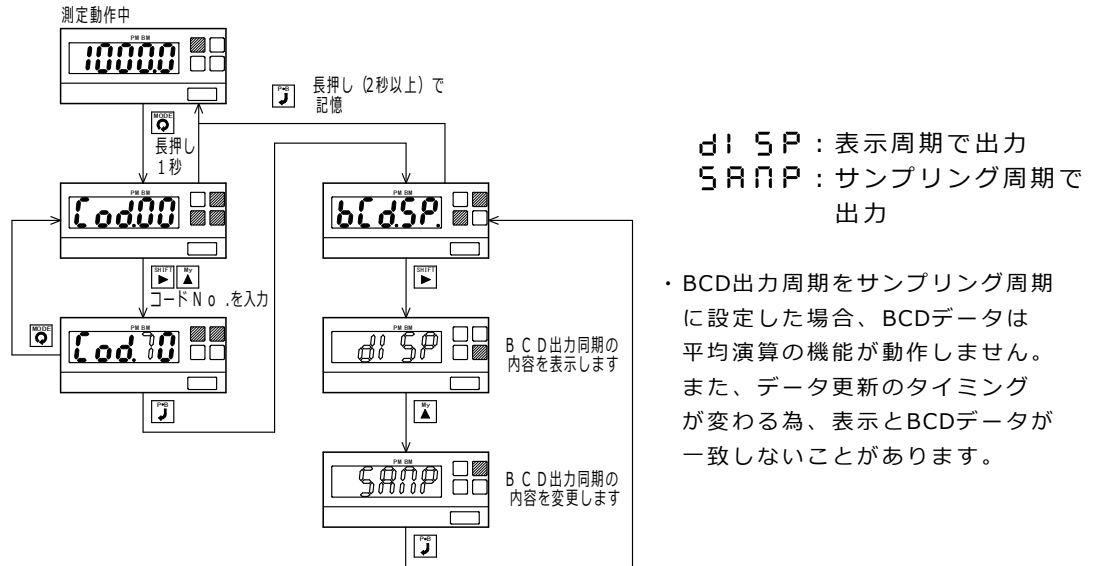 測定動作中
PM BM
1000.0
MODE
長押し
1秒
P•B
長押し (2秒以上) で
記憶
PM BM
Cod.00
SHIFT My
コードNo.を入力
MODE
PM BM
Cod. 70
P•B
PM BM
bCd.SP.
SHIFT
PM BM
dI SP
BCD出力同期の
内容を表示します
My
PM BM
SAMP
BCD出力同期の
内容を変更します
P•B
dI SP:表示周期で出力
SAMP:サンプリング周期で
出力
・BCD出力周期をサンプリング周期
に設定した場合、BCDデータは
平均演算の機能が動作しません。
また、データ更新のタイミング
が変わる為、表示とBCDデータが
一致しないことがあります。